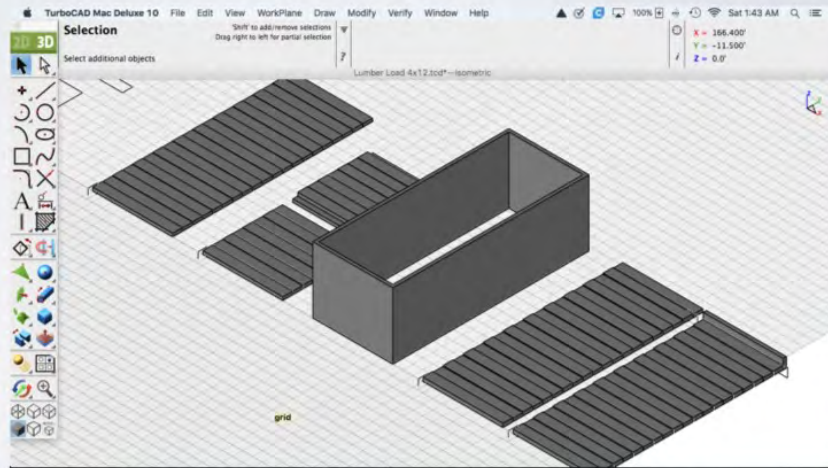 TurboCAD Mac Deluxe 10 File Edit View WorkPlane Draw Modify Verify Window Help 100% Sat 1:43 AM
2D 3D
Selection
'Shift' to add/remove selections
Drag right to left for partial selection
Select additional objects
?
X = 166.400'
Y = -11.500'
Z = 0.0'
Lumber Load 4x12.tcd*--Isometric
A
grid